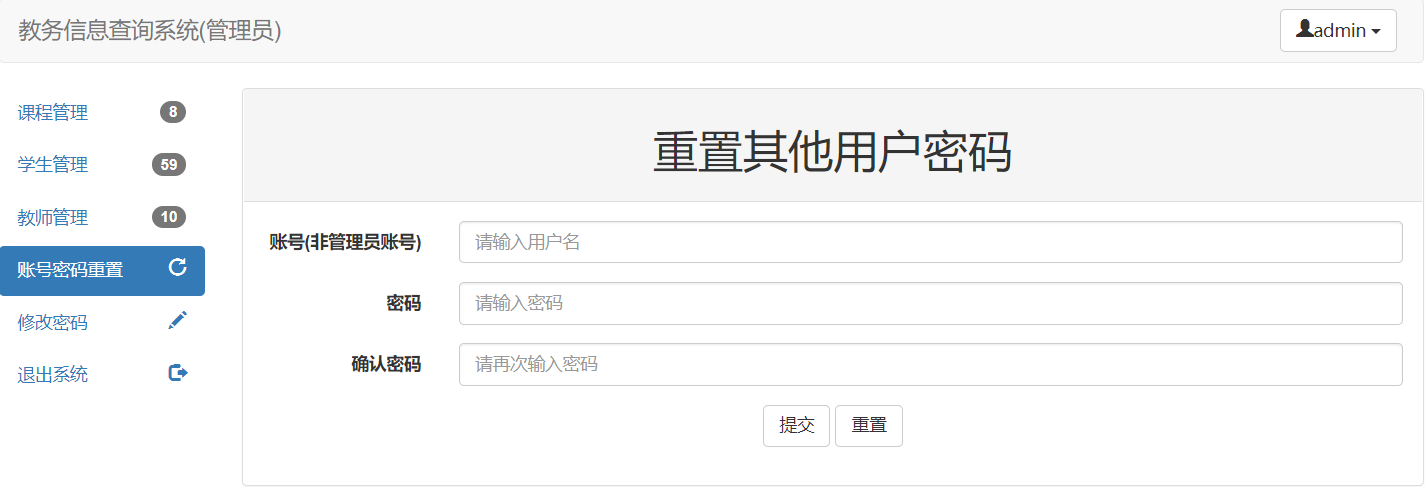 教务信息查询系统(管理员)
admin
课程管理 8
学生管理 59
教师管理 10
账号密码重置
修改密码
退出系统
重置其他用户密码
账号(非管理员账号) 请输入用户名
密码 请输入密码
确认密码 请再次输入密码
提交 重置